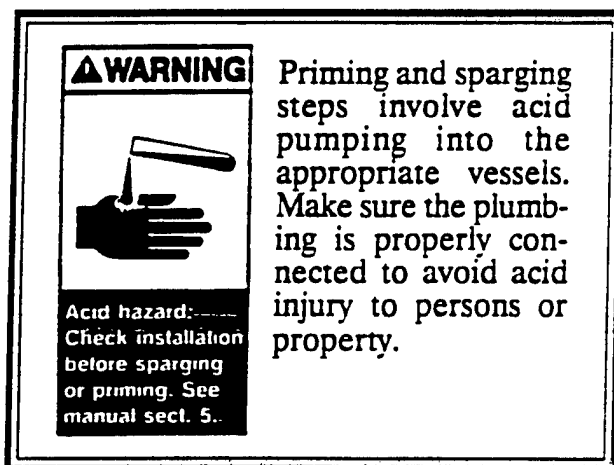 WARNING
Acid hazard:
Check installation
before sparging
or priming. See
manual sect. 5.
Priming and sparging
steps involve acid
pumping into the
appropriate vessels.
Make sure the plumb-
ing is properly con-
nected to avoid acid
injury to persons or
property.